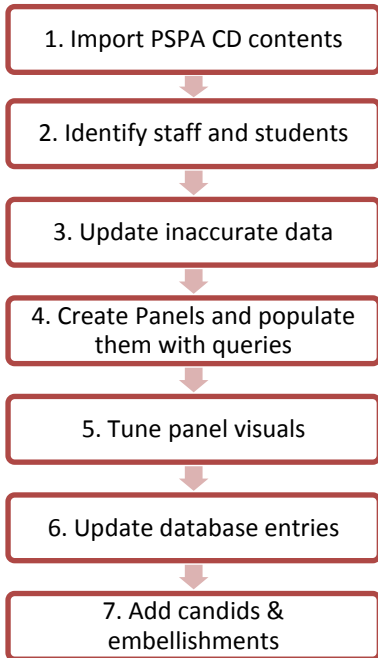 1. Import PSPA CD contents
2. Identify staff and students
3. Update inaccurate data
4. Create Panels and populate
them with queries
5. Tune panel visuals
6. Update database entries
7. Add candids &
embellishments